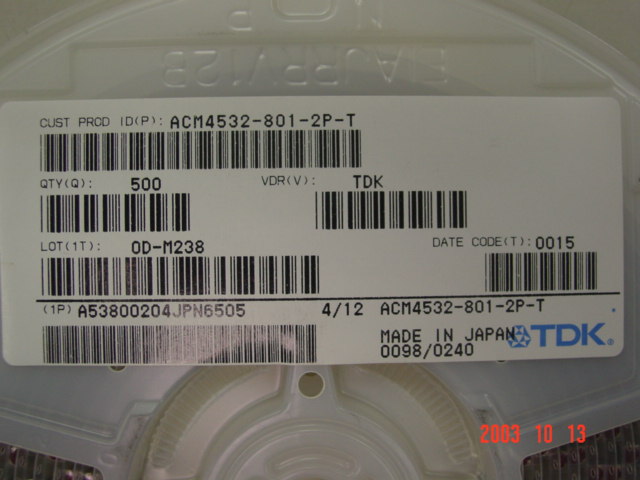 EIAJRRV12B
CUST PROD ID(P): ACM4532-801-2P-T
QTY(Q): 500 VDR(V): TDK
LOT(1T): OD-M238 DATE CODE(T): 0015
(1P) A53800204JPN6505 4/12 ACM4532-801-2P-T
MADE IN JAPAN TDK
0098/0240
2003 10 13